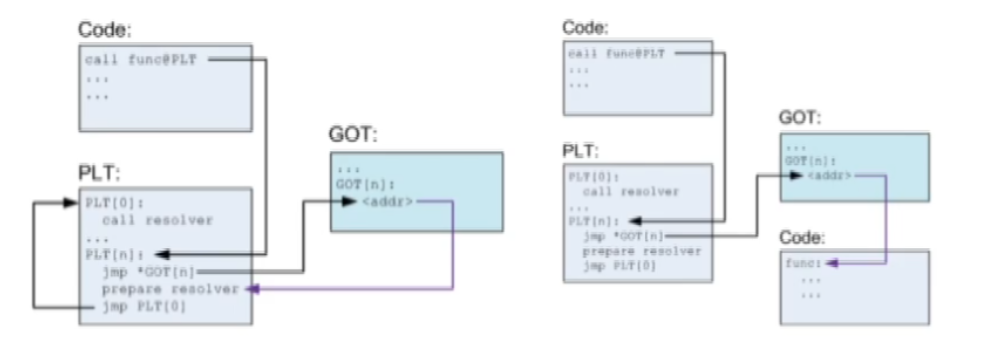 Code:
call func@PLT
...
...
PLT:
PLT[0]:
call resolver
...
PLT[n]:
jmp *GOT[n]
prepare resolver
jmp PLT[0]
GOT:
...
GOT[n]:
<addr>
Code:
call func@PLT
...
...
PLT:
PLT[0]:
call resolver
...
PLT[n]:
jmp *GOT[n]
prepare resolver
jmp PLT[0]
GOT:
...
GOT[n]:
<addr>
Code:
func:
...
...